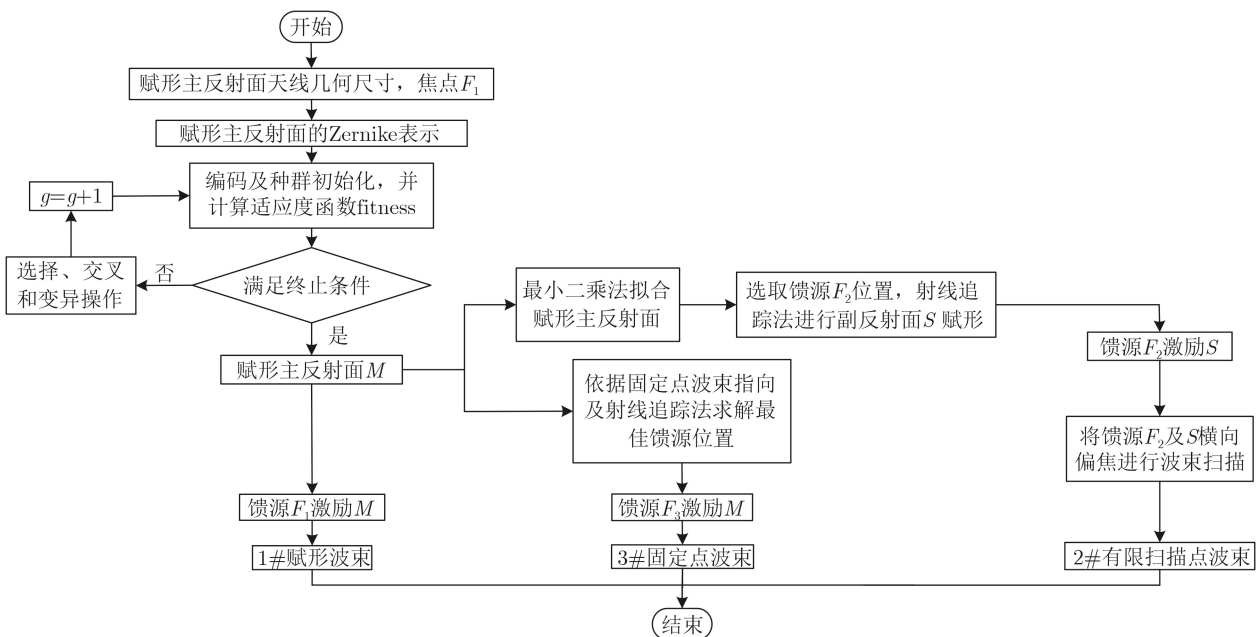 开始
赋形主反射面天线几何尺寸，焦点F₁
赋形主反射面的Zernike表示
编码及种群初始化，并
计算适应度函数fitness
g=g+1
选择、交叉
和变异操作
否
满足终止条件
是
赋形主反射面M
最小二乘法拟合
赋形主反射面
选取馈源F₂位置，射线追
踪法进行副反射面S 赋形
馈源F₂激励S
依据固定点波束指向
及射线追踪法求解最
佳馈源位置
将馈源F₂及S横向
偏焦进行波束扫描
馈源F₁激励M
馈源F₃激励M
1#赋形波束
3#固定点波束
2#有限扫描点波束
结束